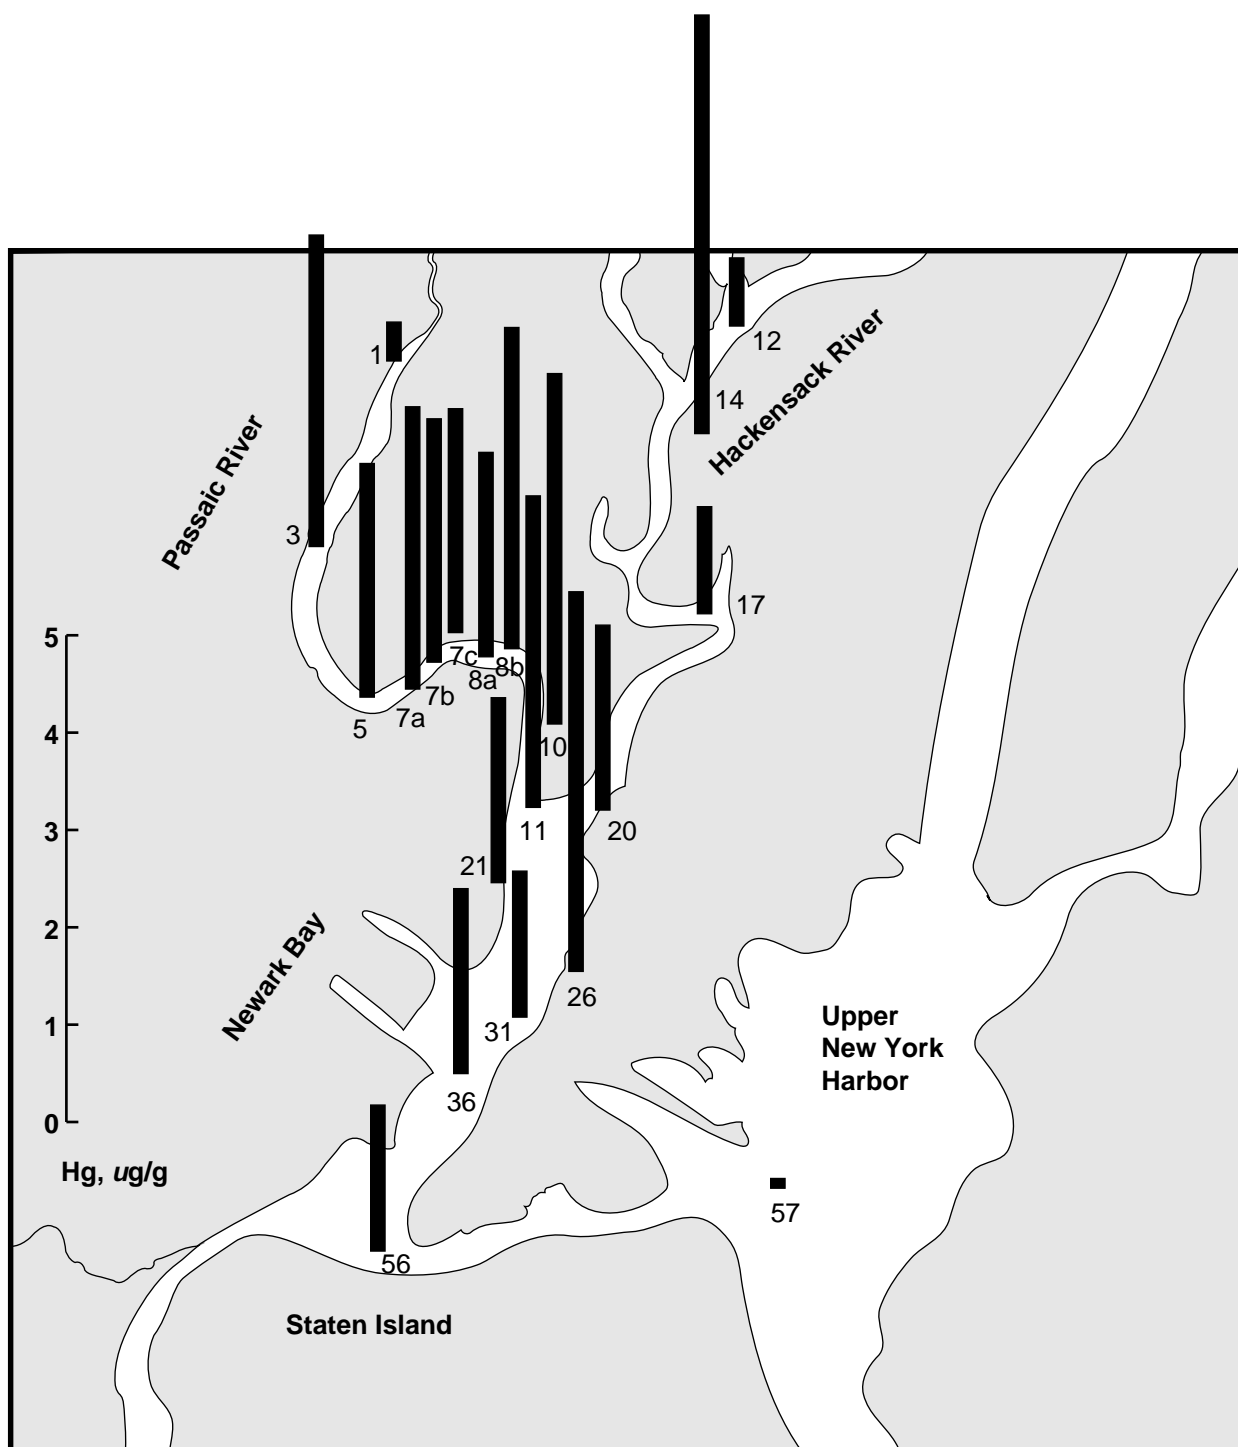 12
1
Hackensack River
14
Passaic River
3
17
5
7c
8b
8a
7b
7a
5
4
10
3
11
20
21
2
Newark Bay
26
Upper
New York
Harbor
1
31
36
0
Hg, ug/g
57
56
Staten Island